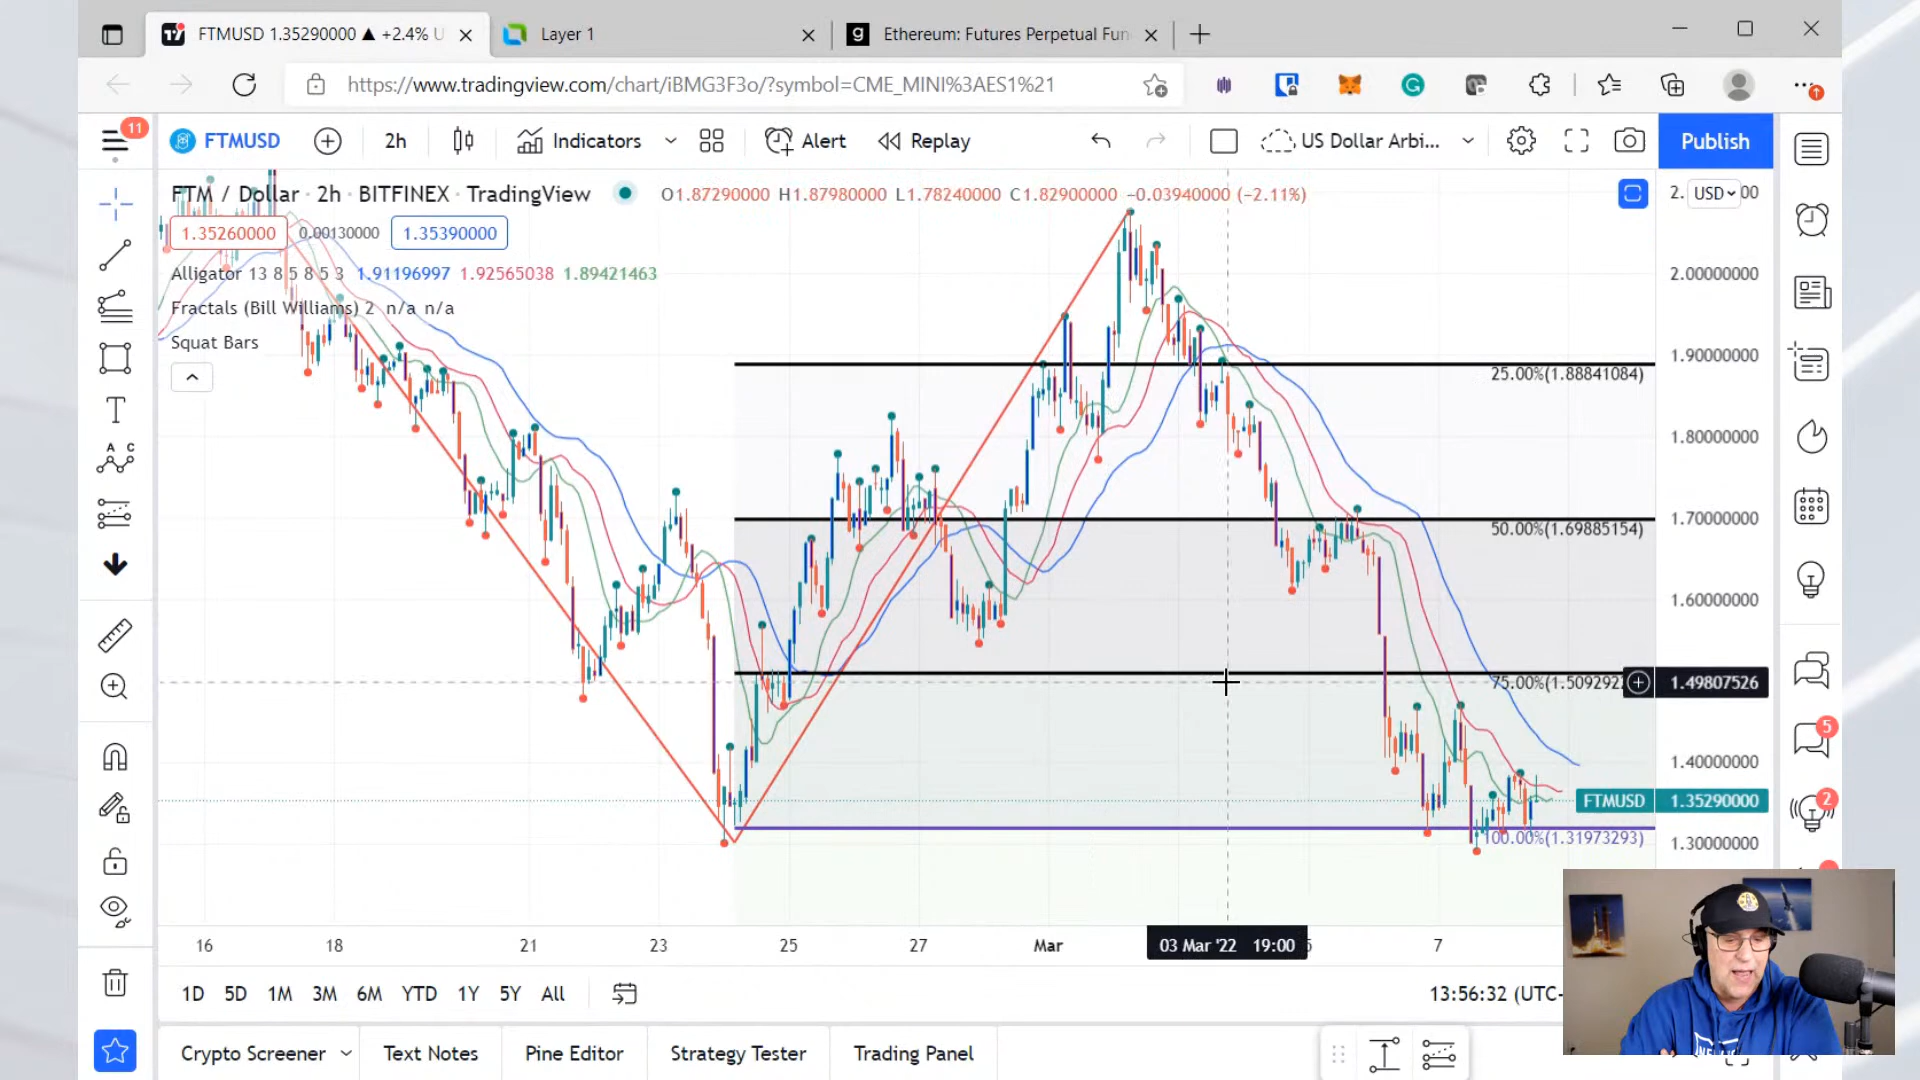 FTMUSD 1.35290000 ▲ +2.4% U
Layer 1
Ethereum: Futures Perpetual Fun
https://www.tradingview.com/chart/iBMG3F3o/?symbol=CME_MINI%3AES1%21
11
FTMUSD
2h
Indicators
Alert
Replay
US Dollar Arbi...
Publish
FTM / Dollar · 2h · BITFINEX · TradingView
O1.87290000 H1.87980000 L1.78240000 C1.82900000 −0.03940000 (−2.11%)
1.35260000
0.00130000
1.35390000
Alligator 13 8 5 8 5 3 1.91196997 1.92565038 1.89421463
Fractals (Bill Williams) 2 n/a n/a
Squat Bars
USD
2.00000000
1.90000000
1.80000000
1.70000000
1.60000000
1.49807526
1.40000000
FTMUSD 1.35290000
1.30000000
25.00%(1.88841084)
50.00%(1.69885154)
75.00%(1.509292
100.00%(1.31973293)
5
2
16
18
21
23
25
27
Mar
03 Mar '22 19:00
7
1D
5D
1M
3M
6M
YTD
1Y
5Y
All
13:56:32 (UTC-
Crypto Screener
Text Notes
Pine Editor
Strategy Tester
Trading Panel